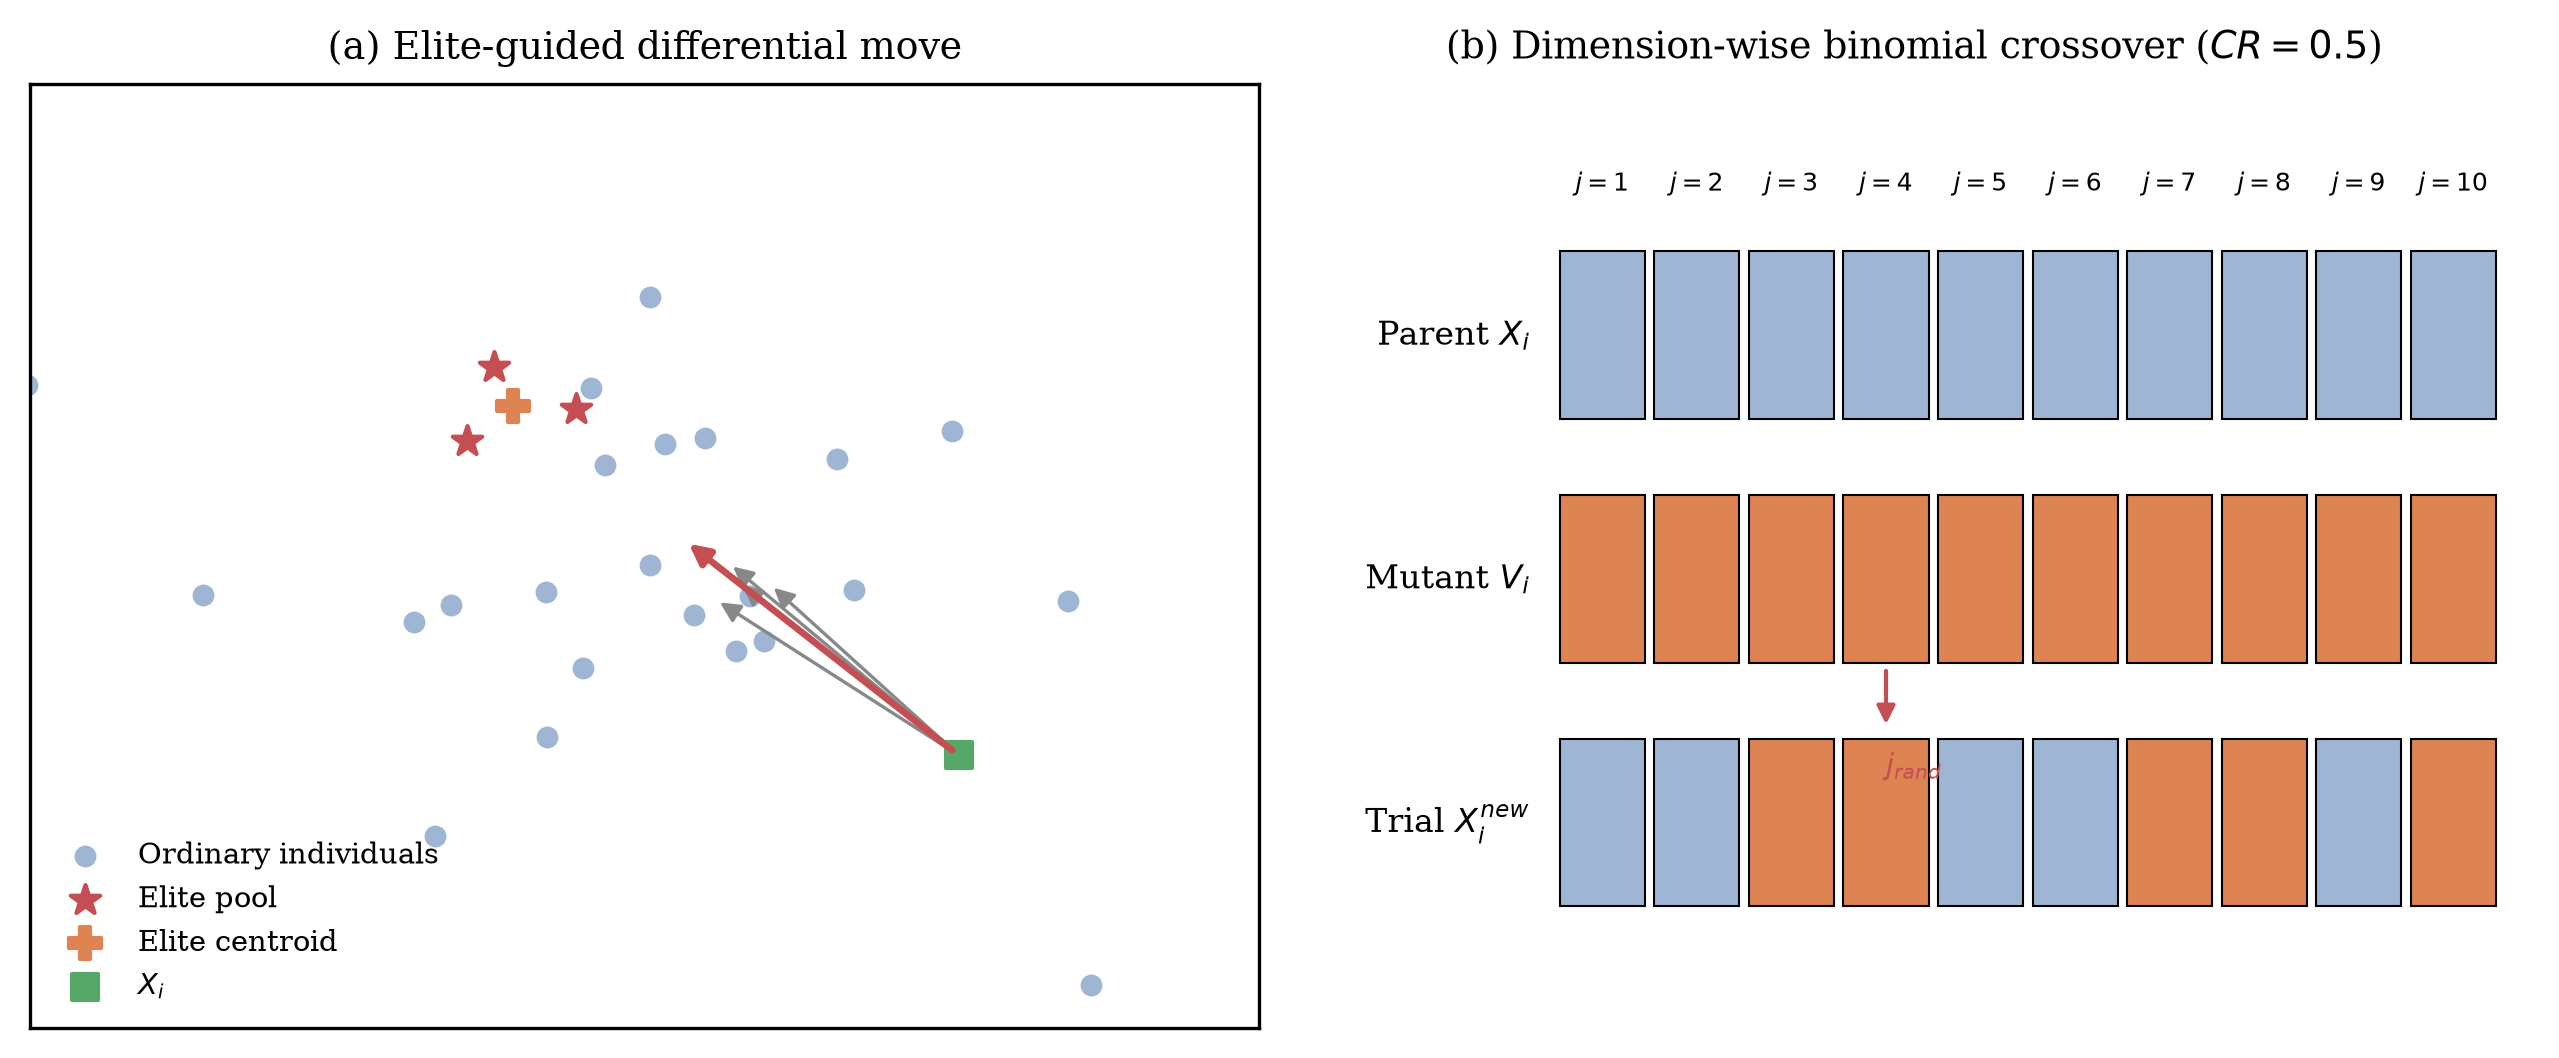 (a) Elite-guided differential move
Ordinary individuals
Elite pool
Elite centroid
X_i
(b) Dimension-wise binomial crossover (CR = 0.5)
j = 1 j = 2 j = 3 j = 4 j = 5 j = 6 j = 7 j = 8 j = 9 j = 10
Parent X_i
Mutant V_i
j_rand
Trial X_i^new